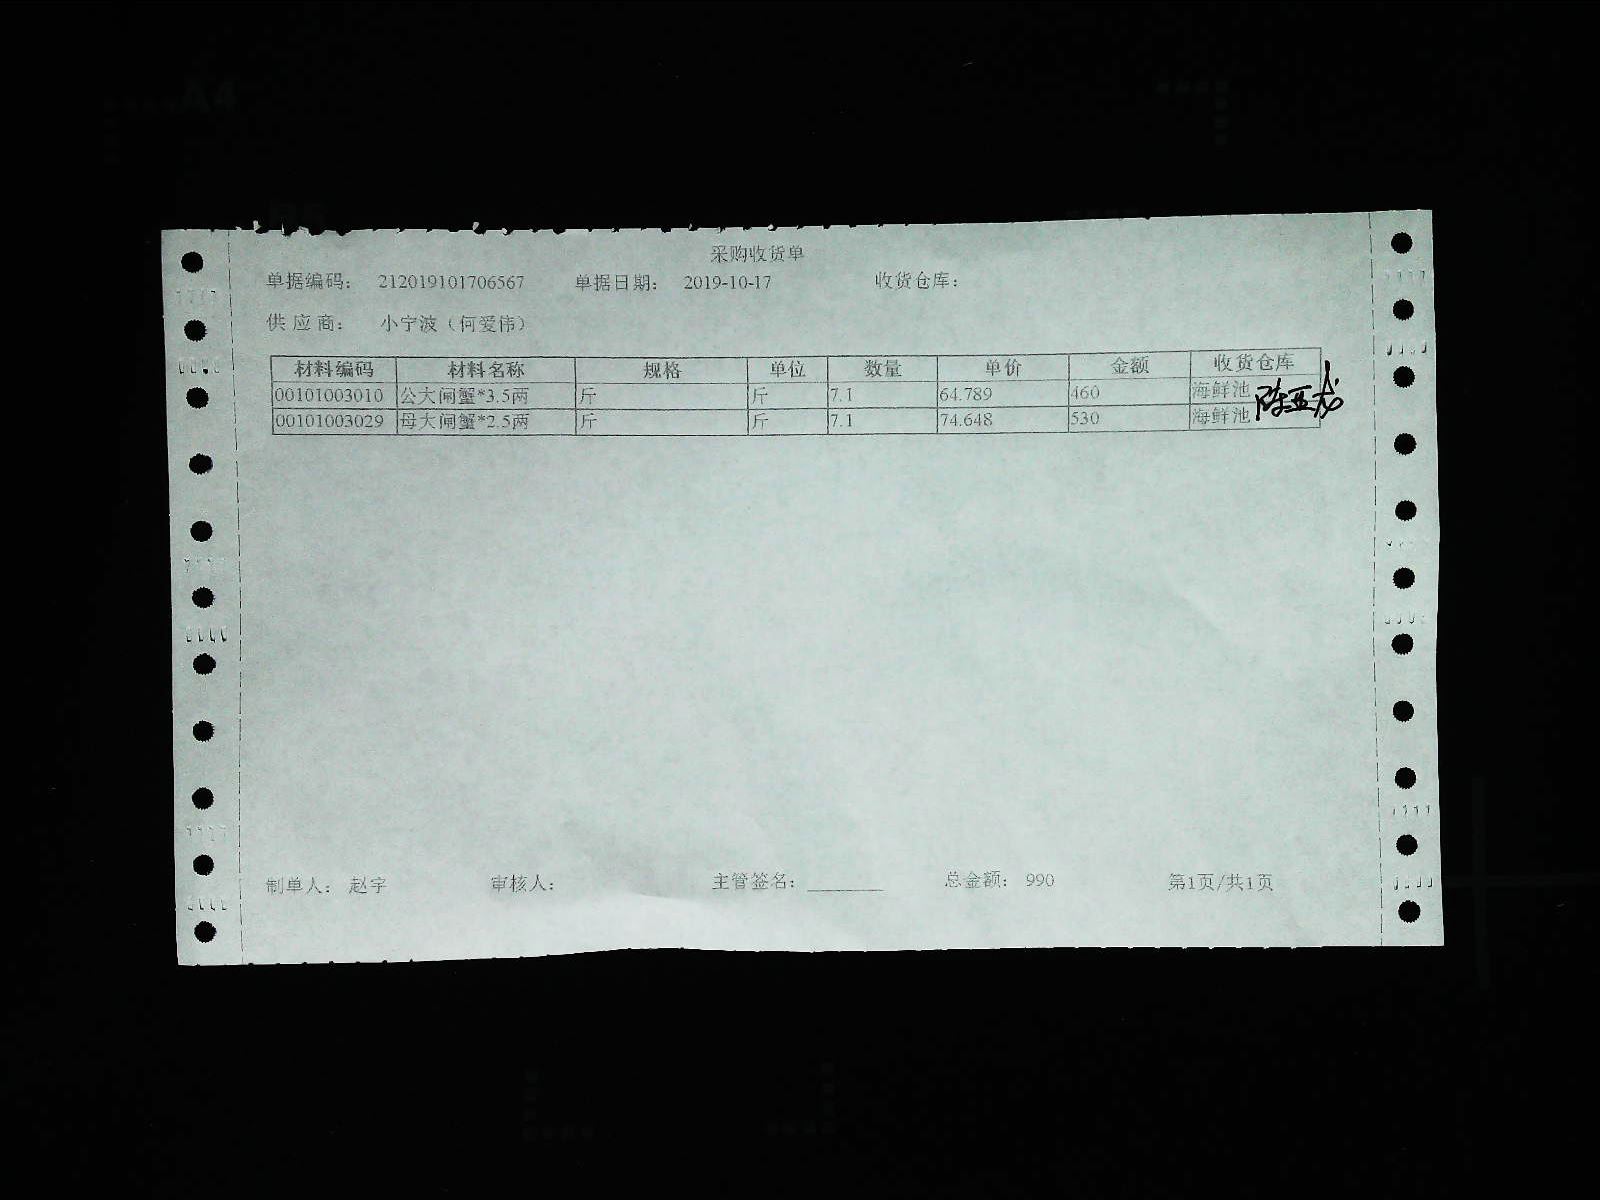 采购收货单
单据编码： 212019101706567 单据日期： 2019-10-17 收货仓库：
供应商： 小宁波（何爱伟）
材料编码 材料名称 规格 单位 数量 单价 金额 收货仓库
00101003010 公大闸蟹*3.5两 斤 斤 7.1 64.789 460 海鲜池
00101003029 母大闸蟹*2.5两 斤 斤 7.1 74.648 530 海鲜池
制单人： 赵宇 审核人： 主管签名： 总金额： 990 第1页/共1页